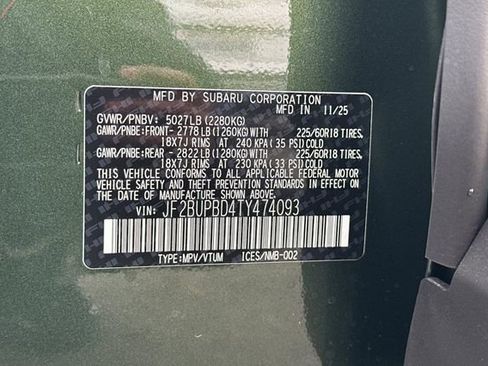 MFD BY SUBARU CORPORATION 11/25
GVWR/PNBV: 5027LB (2280KG)
GAWR/PNBE:FRONT- 2778LB (1260KG)WITH 225/60R18 TIRES,
18X7J RIMS AT 240 KPA ( 35 PSI) COLD
GAWR/PNBE:REAR - 2822LB (1280KG)WITH 225/60R18 TIRES,
18X7J RIMS AT 230 KPA ( 33 PSI) COLD
THIS VEHICLE CONFORMS TO ALL APPLICABLE
FEDERAL MOTOR VEHICLE SAFETY, BUMPER, AND
THEFT PREVENTION STANDARDS IN EFFECT ON THE
DATE OF MANUFACTURE SHOWN ABOVE.
VIN: JF2BUPBD4TY474093
TYPE:MPV/VTUM ICES/NMB-002